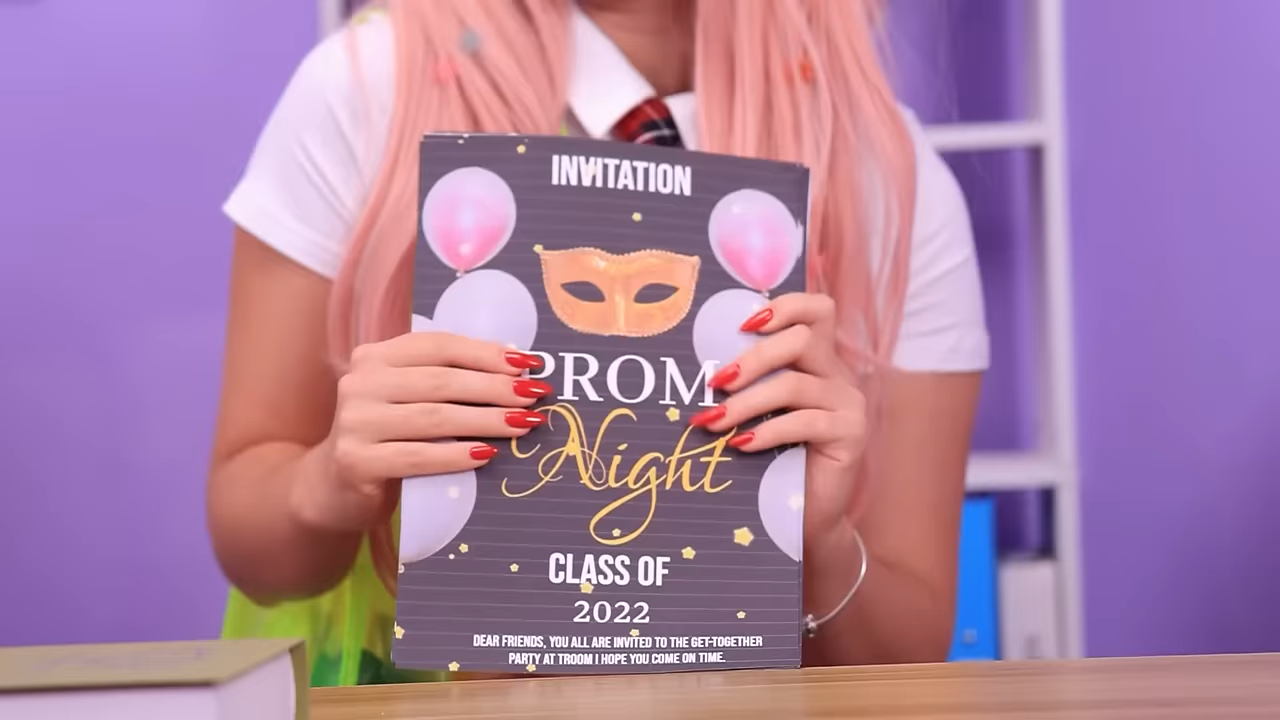 INVITATION
PROM
Night
CLASS OF
2022
DEAR FRIENDS, YOU ALL ARE INVITED TO THE GET-TOGETHER
PARTY AT TROOM I HOPE YOU COME ON TIME.